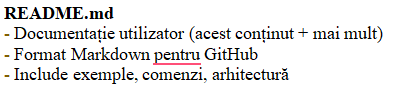 README.md
- Documentație utilizator (acest conținut + mai mult)
- Format Markdown pentru GitHub
- Include exemple, comenzi, arhitectură